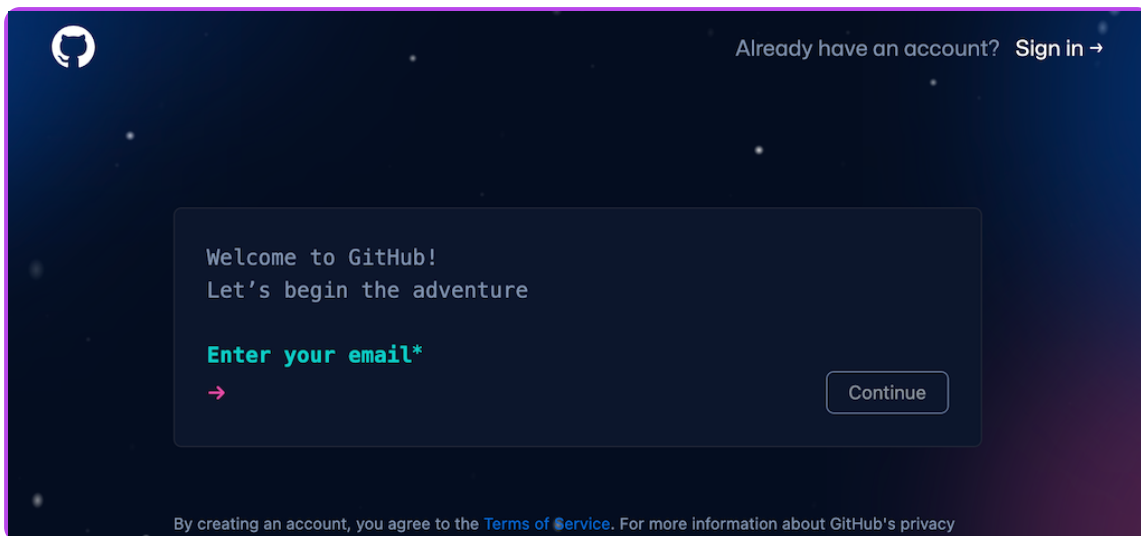 Already have an account? Sign in →
Welcome to GitHub!
Let’s begin the adventure
Enter your email*
→
Continue
By creating an account, you agree to the Terms of Service. For more information about GitHub's privacy